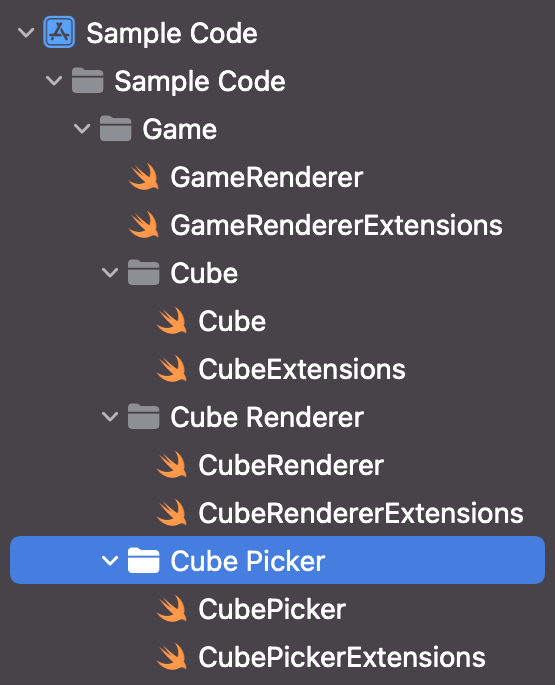 Sample Code
Sample Code
Game
GameRenderer
GameRendererExtensions
Cube
Cube
CubeExtensions
Cube Renderer
CubeRenderer
CubeRendererExtensions
Cube Picker
CubePicker
CubePickerExtensions